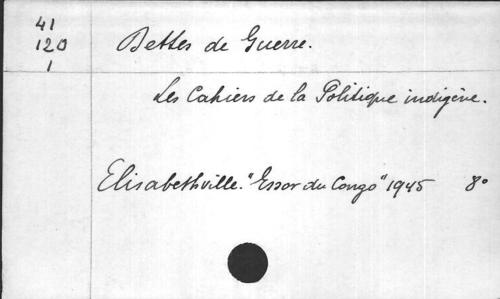 41
120
1
Dettes de Guerre.
Les Cahiers de la Politique indigène.
Elisabethville. "Essor du Congo" 1945 8°